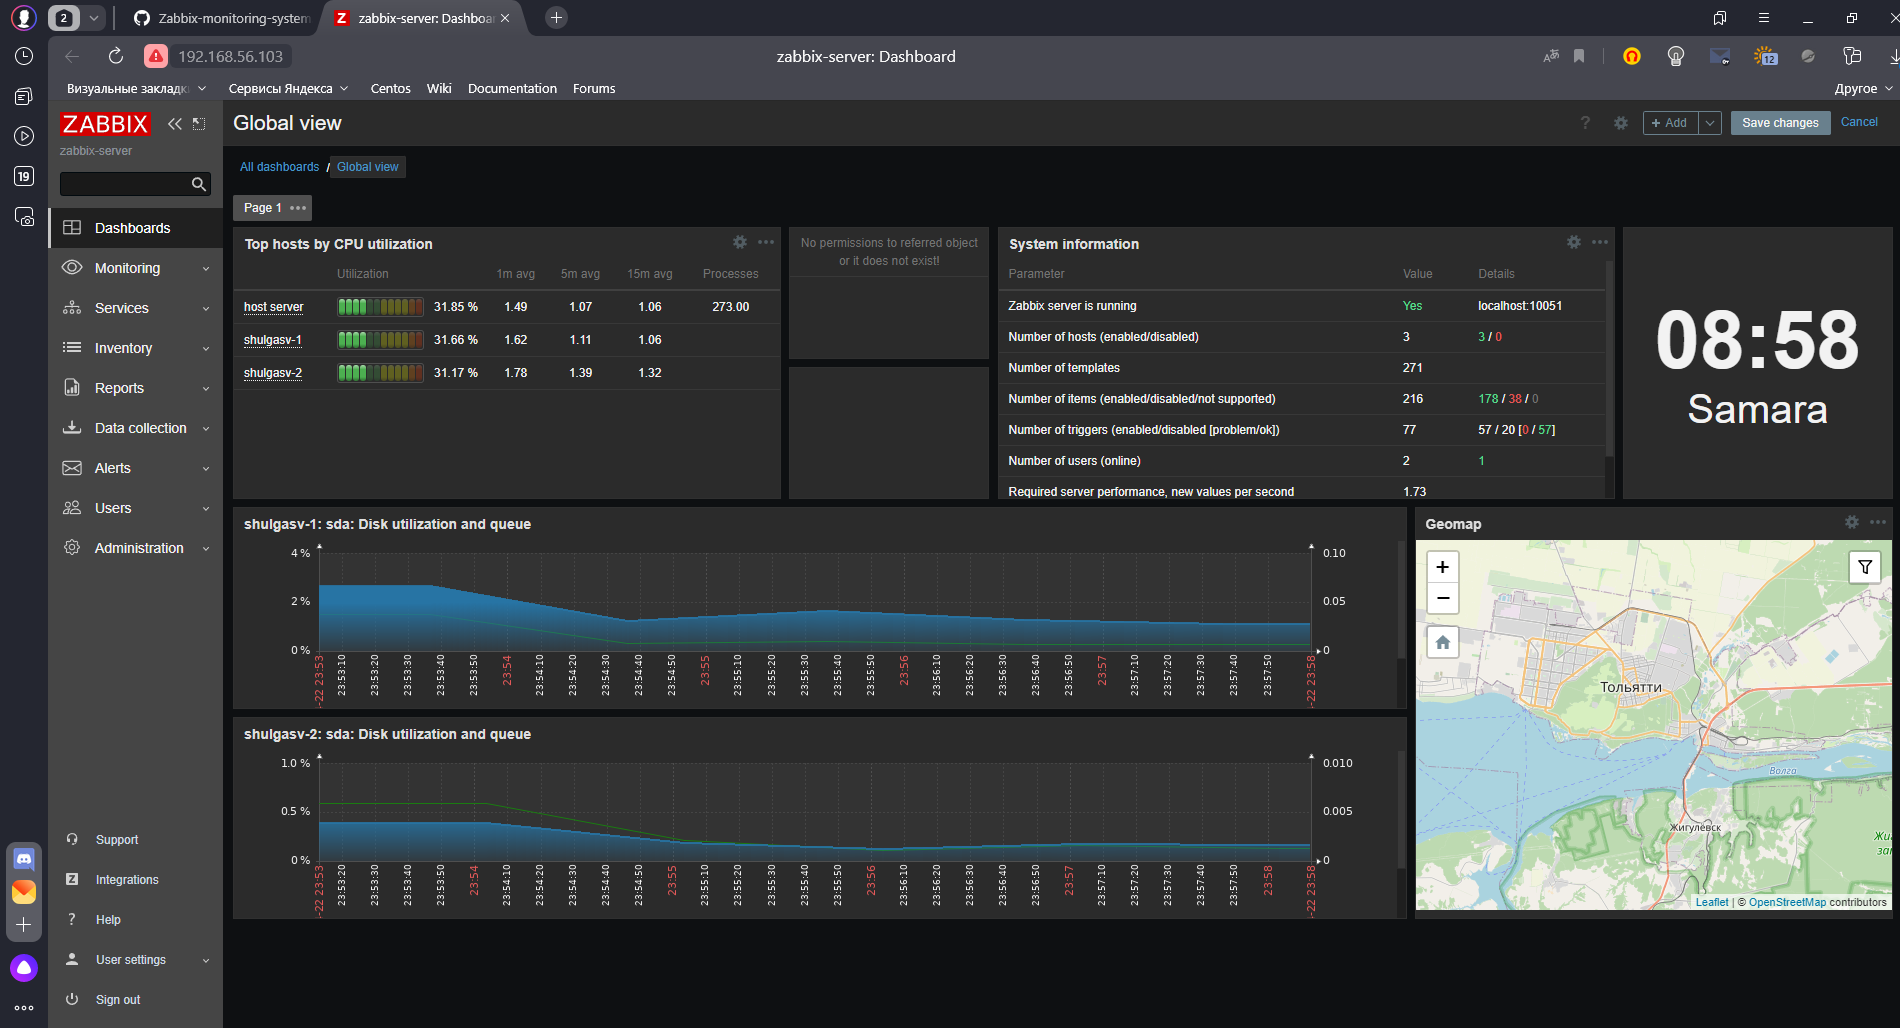 2
Zabbix-monitoring-system
Z zabbix-server: Dashboa
192.168.56.103
zabbix-server: Dashboard
12
Визуальные закладк
Сервисы Яндекса
Centos
Wiki
Documentation
Forums
Другое
19
ZABBIX
zabbix-server
Dashboards
Monitoring
Services
Inventory
Reports
Data collection
Alerts
Users
Administration
Support
Z Integrations
? Help
User settings
Sign out
Global view
?
+ Add
Save changes
Cancel
All dashboards / Global view
Page 1
Top hosts by CPU utilization
Utilization 1m avg 5m avg 15m avg Processes
host server 31.85 % 1.49 1.07 1.06 273.00
shulgasv-1 31.66 % 1.62 1.11 1.06
shulgasv-2 31.17 % 1.78 1.39 1.32
No permissions to referred object
or it does not exist!
System information
Parameter Value Details
Zabbix server is running Yes localhost:10051
Number of hosts (enabled/disabled) 3 3 / 0
Number of templates 271
Number of items (enabled/disabled/not supported) 216 178 / 38 / 0
Number of triggers (enabled/disabled [problem/ok]) 77 57 / 20 [0 / 57]
Number of users (online) 2 1
Required server performance, new values per second 1.73
08:58
Samara
shulgasv-1: sda: Disk utilization and queue
4 % 0.10
2 % 0.05
0 % 0
-22 23:53 23:53:10 23:53:20 23:53:30 23:53:40 23:53:50 23:54 23:54:10 23:54:20 23:54:30 23:54:40 23:54:50 23:55 23:55:10 23:55:20 23:55:30 23:55:40 23:55:50 23:56 23:56:10 23:56:20 23:56:30 23:56:40 23:56:50 23:57 23:57:10 23:57:20 23:57:30 23:57:40 23:57:50 -22 23:58
shulgasv-2: sda: Disk utilization and queue
1.0 % 0.010
0.5 % 0.005
0 % 0
-22 23:53 23:53:20 23:53:30 23:53:40 23:53:50 23:54 23:54:10 23:54:20 23:54:30 23:54:40 23:54:50 23:55 23:55:10 23:55:20 23:55:30 23:55:40 23:55:50 23:56 23:56:10 23:56:20 23:56:30 23:56:40 23:56:50 23:57 23:57:10 23:57:20 23:57:30 23:57:40 23:57:50 23:58 -22 23:58
Geomap
+
−
Тольятти
Волга
Жигулёвск
Жи
за
Leaflet | © OpenStreetMap contributors